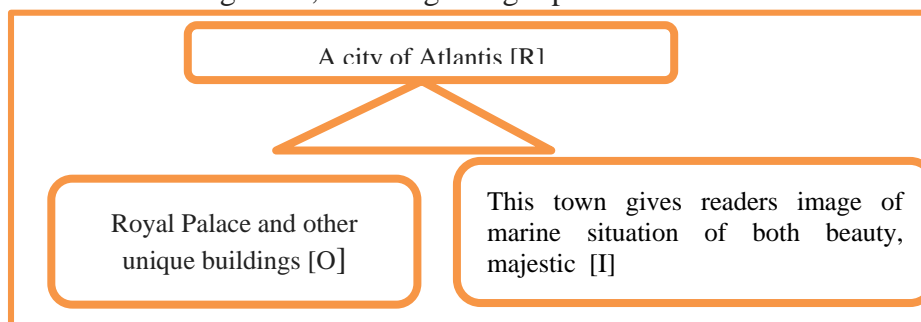 A city of Atlantis [R]
Royal Palace and other
unique buildings [O]
This town gives readers image of
marine situation of both beauty,
majestic [I]